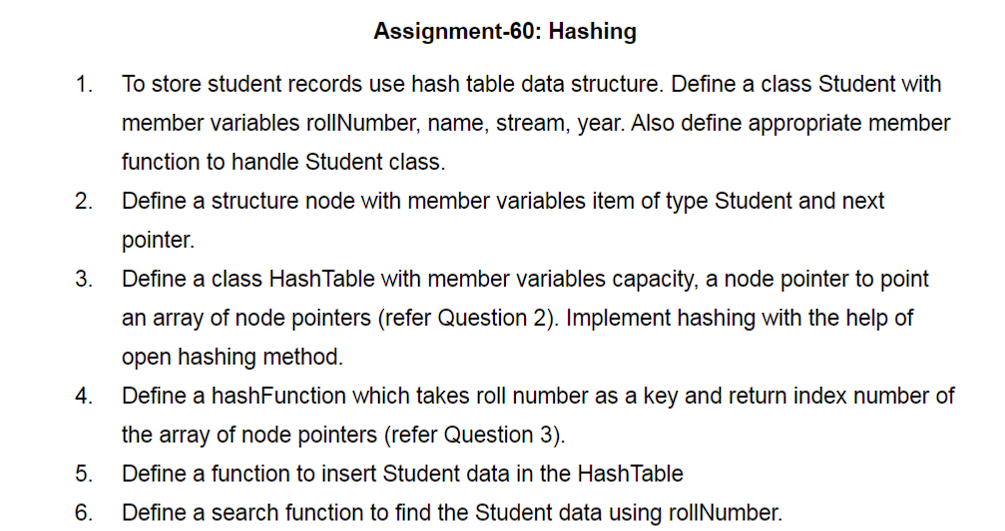 Assignment-60: Hashing
1. To store student records use hash table data structure. Define a class Student with
member variables rollNumber, name, stream, year. Also define appropriate member
function to handle Student class.
2. Define a structure node with member variables item of type Student and next
pointer.
3. Define a class HashTable with member variables capacity, a node pointer to point
an array of node pointers (refer Question 2). Implement hashing with the help of
open hashing method.
4. Define a hashFunction which takes roll number as a key and return index number of
the array of node pointers (refer Question 3).
5. Define a function to insert Student data in the HashTable
6. Define a search function to find the Student data using rollNumber.